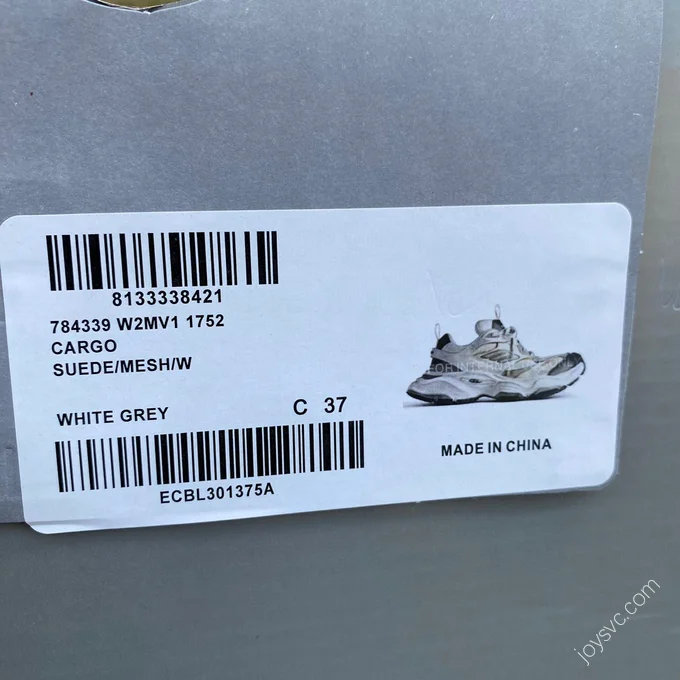 8133338421
784339 W2MV1 1752
CARGO
SUEDE/MESH/W
WHITE GREY C 37
ECBL301375A
MADE IN CHINA
joysvc.com